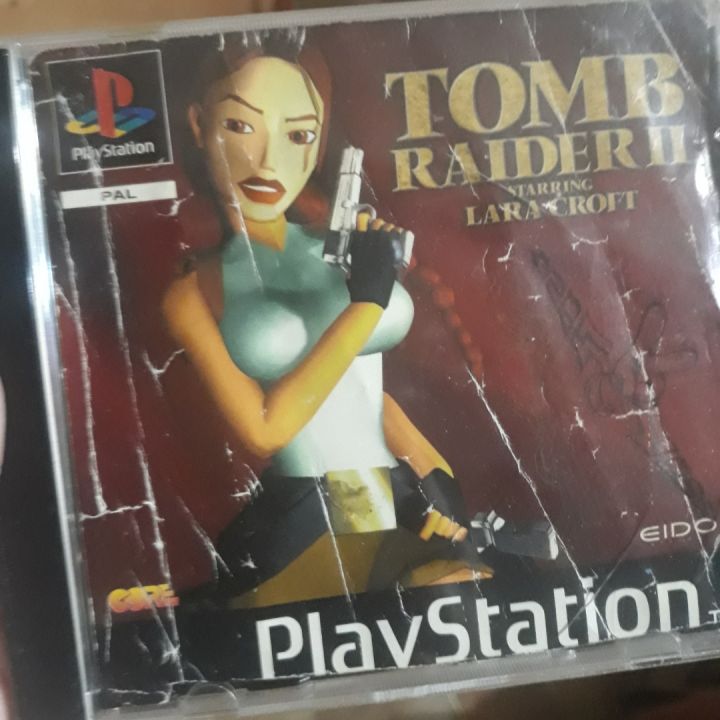 PlayStation
PAL
TOMB
RAIDER II
STARRING
LARA CROFT
EIDO
CORE
PlayStation